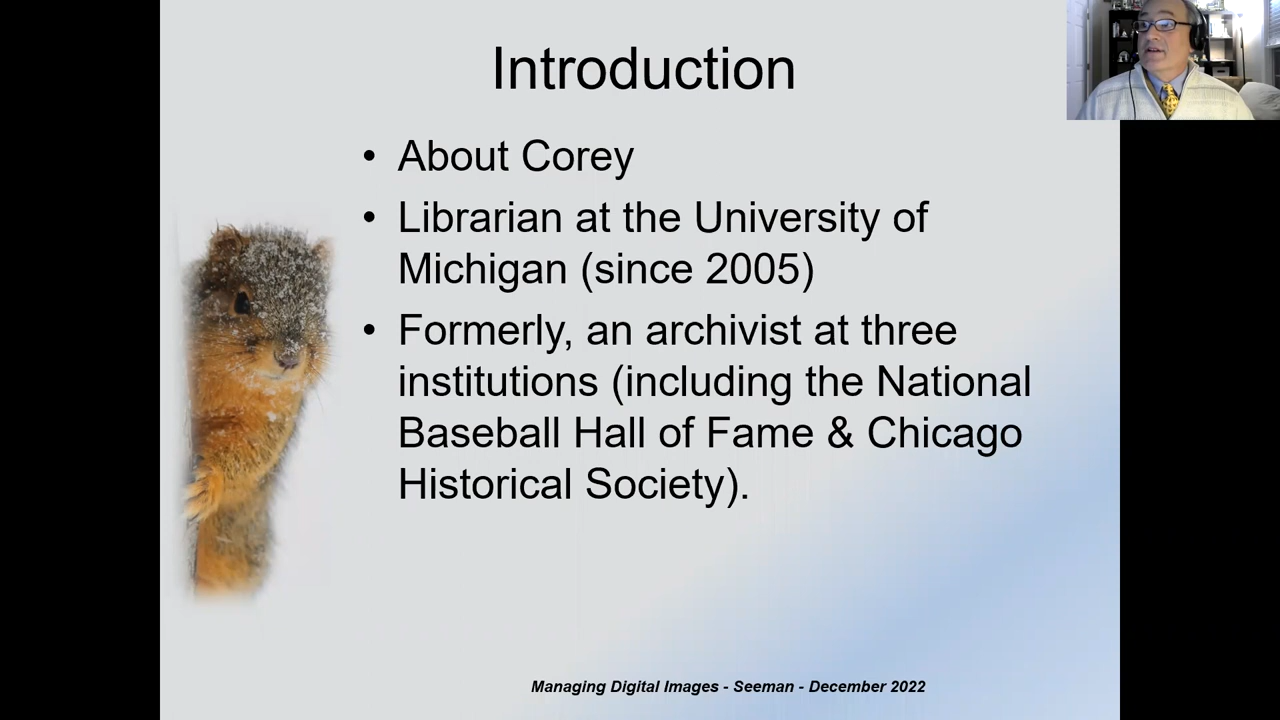 Introduction
• About Corey
• Librarian at the University of
Michigan (since 2005)
• Formerly, an archivist at three
institutions (including the National
Baseball Hall of Fame & Chicago
Historical Society).
Managing Digital Images - Seeman - December 2022